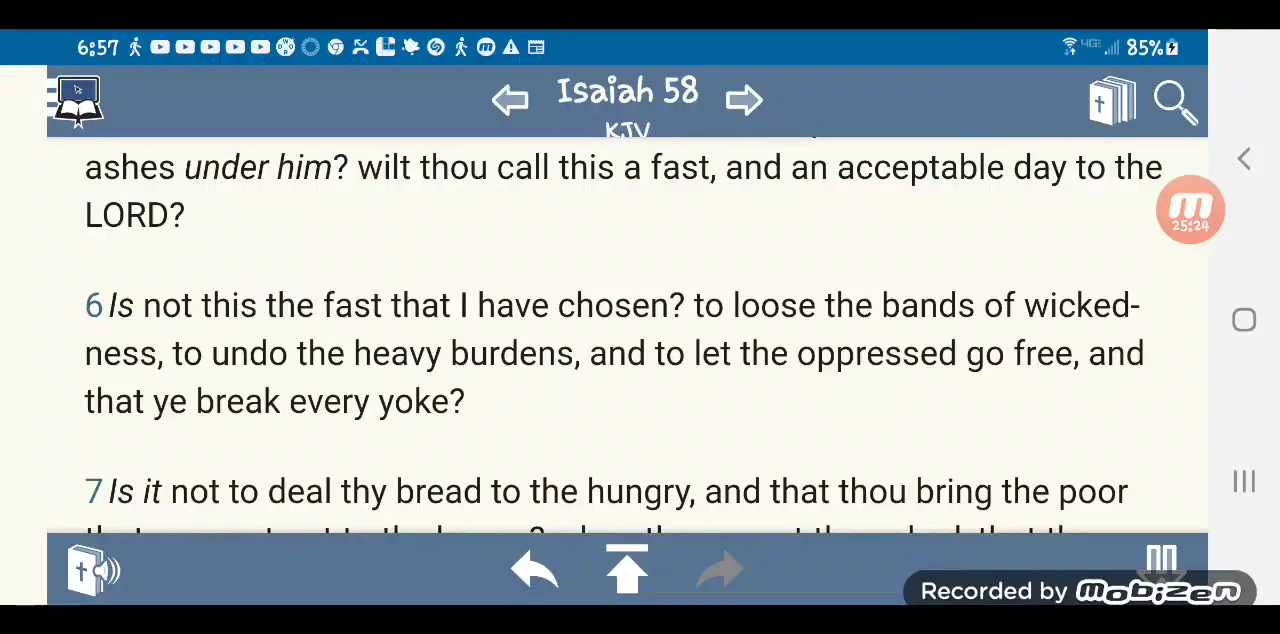 6:57
4GE 85%
Isaiah 58
KJV
ashes under him? wilt thou call this a fast, and an acceptable day to the
LORD?
25:24
6 Is not this the fast that I have chosen? to loose the bands of wicked-
ness, to undo the heavy burdens, and to let the oppressed go free, and
that ye break every yoke?
7 Is it not to deal thy bread to the hungry, and that thou bring the poor
Recorded by mobizen